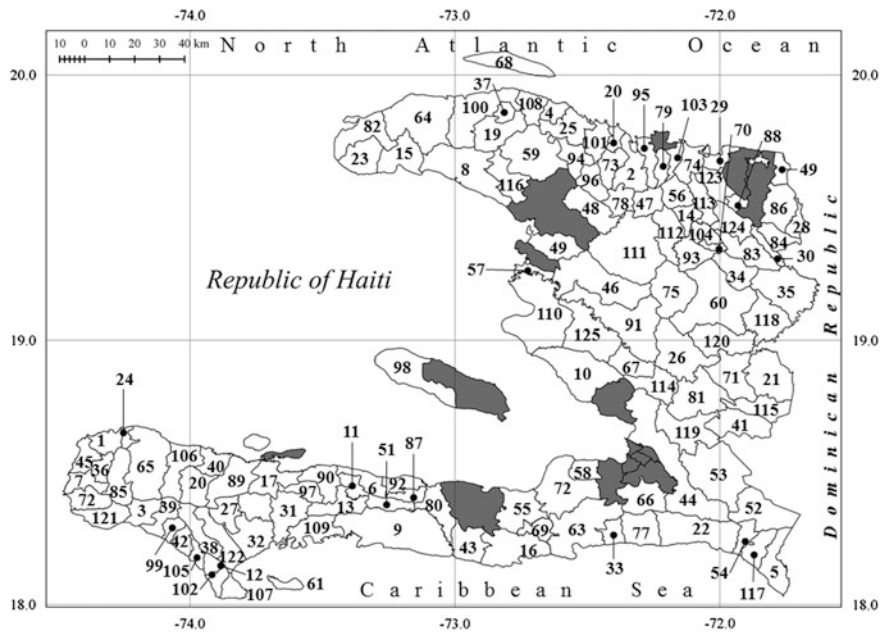 -74.0 -73.0 -72.0
10 0 10 20 30 40 km
North Atlantic Ocean
20.0 20.0
68
37 20 95 79 103 29 70 88
82 64 100 108 4 25 101
23 15 19 59 94 73 2 74 123 49
8 116 96 48 78 47 56 113 14 124 86 28
49 112 104 84
57 111 93 83 30
Republic of Haiti
46 75 34 35
110 60 118
125 91 120
19.0 19.0
98 10 67 26 71 21
114 81 115
24 119 41
1 11 51 87
45 36 65 106 40 89 17 90 6 92 58 53
7 20 97 72
72 85 39 27 31 13 80 55 66 44 52
121 3 109 9 69 63 77 22
42 38 32 43 16
99 122
105 12 61 33 54 5
102 107 117
Caribbean Sea
Dominican Republic
18.0 18.0
-74.0 -73.0 -72.0